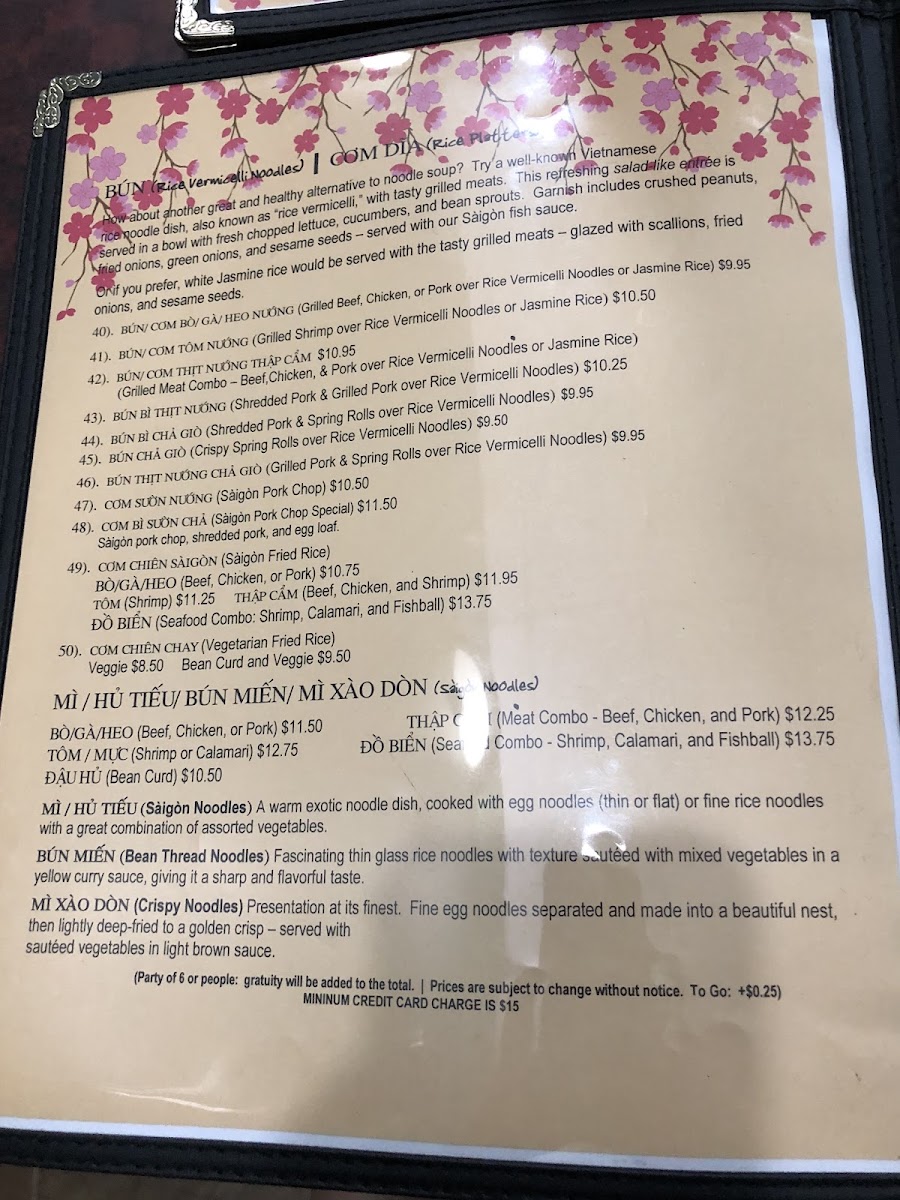 BÚN (Rice Vermicelli Noodles) | CƠM DĨA (Rice Platters)
How about another great and healthy alternative to noodle soup? Try a well-known Vietnamese
rice noodle dish, also known as “rice vermicelli,” with tasty grilled meats. This refreshing salad-like entrée is
served in a bowl with fresh chopped lettuce, cucumbers, and bean sprouts. Garnish includes crushed peanuts,
fried onions, green onions, and sesame seeds – served with our Sàigòn fish sauce.
Or if you prefer, white Jasmine rice would be served with the tasty grilled meats – glazed with scallions, fried
onions, and sesame seeds.
40). BÚN/ CƠM BÒ/ GÀ/ HEO NƯỚNG (Grilled Beef, Chicken, or Pork over Rice Vermicelli Noodles or Jasmine Rice) $9.95
41). BÚN/ CƠM TÔM NƯỚNG (Grilled Shrimp over Rice Vermicelli Noodles or Jasmine Rice) $10.50
42). BÚN/ CƠM THỊT NƯỚNG THẬP CẨM $10.95
(Grilled Meat Combo – Beef,Chicken, & Pork over Rice Vermicelli Noodles or Jasmine Rice)
43). BÚN BÌ THỊT NƯỚNG (Shredded Pork & Grilled Pork over Rice Vermicelli Noodles) $10.25
44). BÚN BÌ CHẢ GIÒ (Shredded Pork & Spring Rolls over Rice Vermicelli Noodles) $9.95
45). BÚN CHẢ GIÒ (Crispy Spring Rolls over Rice Vermicelli Noodles) $9.50
46). BÚN THỊT NƯỚNG CHẢ GIÒ (Grilled Pork & Spring Rolls over Rice Vermicelli Noodles) $9.95
47). CƠM SƯỜN NƯỚNG (Sàigòn Pork Chop) $10.50
48). CƠM BÌ SƯỜN CHẢ (Sàigòn Pork Chop Special) $11.50
Sàigòn pork chop, shredded pork, and egg loaf.
49). CƠM CHIÊN SÀIGÒN (Sàigòn Fried Rice)
BÒ/GÀ/HEO (Beef, Chicken, or Pork) $10.75
TÔM (Shrimp) $11.25 THẬP CẨM (Beef, Chicken, and Shrimp) $11.95
ĐỒ BIỂN (Seafood Combo: Shrimp, Calamari, and Fishball) $13.75
50). CƠM CHIÊN CHAY (Vegetarian Fried Rice)
Veggie $8.50 Bean Curd and Veggie $9.50
MÌ / HỦ TIẾU/ BÚN MIẾN/ MÌ XÀO DÒN (Sàigòn Noodles)
BÒ/GÀ/HEO (Beef, Chicken, or Pork) $11.50 THẬP (Meat Combo - Beef, Chicken, and Pork) $12.25
TÔM / MỰC (Shrimp or Calamari) $12.75 ĐỒ BIỂN Combo - Shrimp, Calamari, and Fishball) $13.75
ĐẬU HỦ (Bean Curd) $10.50
MÌ / HỦ TIẾU (Sàigòn Noodles) A warm exotic noodle dish, cooked with egg noodles (thin or flat) or fine rice noodles
with a great combination of assorted vegetables.
BÚN MIẾN (Bean Thread Noodles) Fascinating thin glass rice noodles with texture sautéed with mixed vegetables in a
yellow curry sauce, giving it a sharp and flavorful taste.
MÌ XÀO DÒN (Crispy Noodles) Presentation at its finest. Fine egg noodles separated and made into a beautiful nest,
then lightly deep-fried to a golden crisp – served with
sautéed vegetables in light brown sauce.
(Party of 6 or people: gratuity will be added to the total. | Prices are subject to change without notice. To Go: +$0.25)
MININUM CREDIT CARD CHARGE IS $15